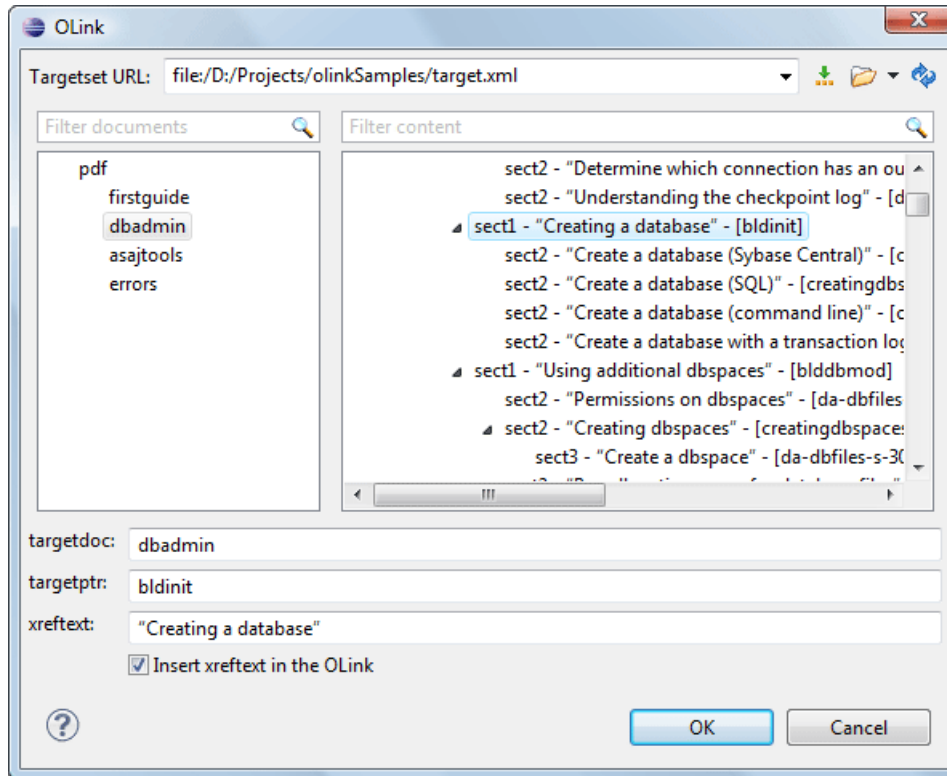 OLink
Targetset URL: file:/D:/Projects/olinkSamples/target.xml
Filter documents
pdf
firstguide
dbadmin
asajtools
errors
Filter content
sect2 - "Determine which connection has an ou
sect2 - "Understanding the checkpoint log" - [d
sect1 - "Creating a database" - [bldinit]
sect2 - "Create a database (Sybase Central)" - [c
sect2 - "Create a database (SQL)" - [creatingdbs
sect2 - "Create a database (command line)" - [c
sect2 - "Create a database with a transaction log
sect1 - "Using additional dbspaces" - [blddbmod]
sect2 - "Permissions on dbspaces" - [da-dbfiles
sect2 - "Creating dbspaces" - [creatingdbspaces
sect3 - "Create a dbspace" - [da-dbfiles-s-30
targetdoc: dbadmin
targetptr: bldinit
xreftext: "Creating a database"
Insert xreftext in the OLink
OK Cancel